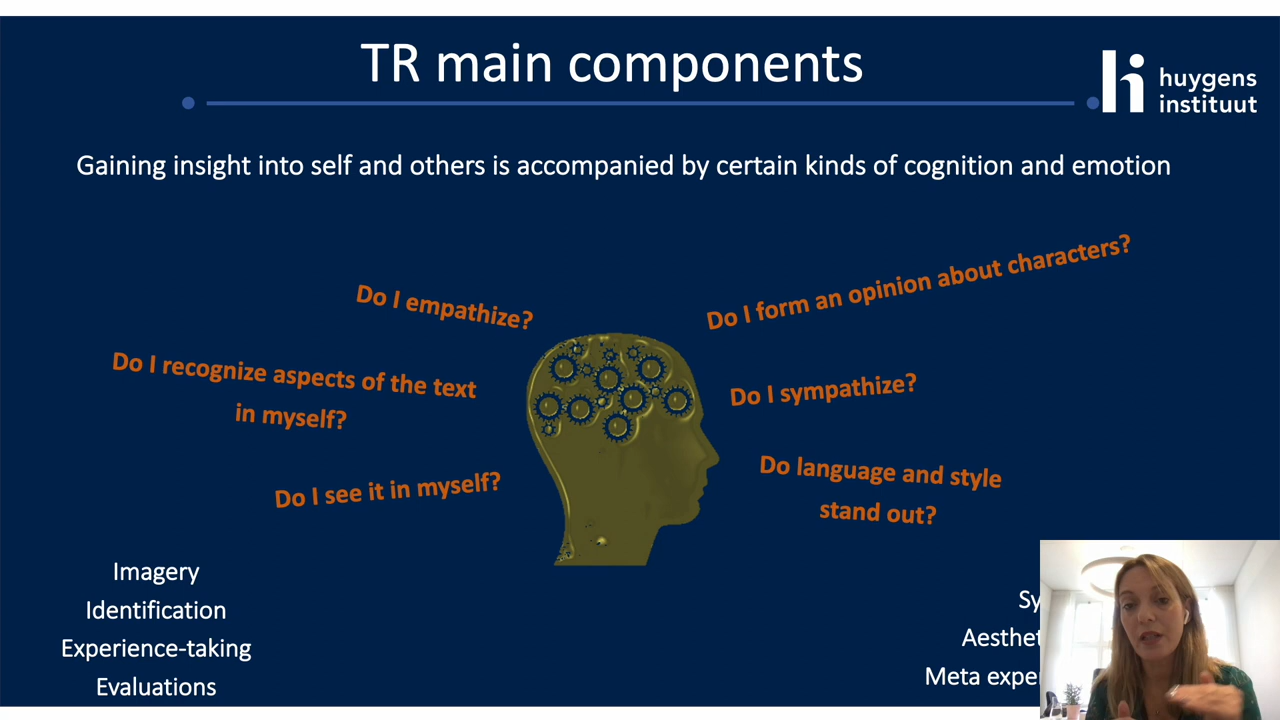 TR main components
huygens
instituut
Gaining insight into self and others is accompanied by certain kinds of cognition and emotion
Do I empathize?
Do I form an opinion about characters?
Do I recognize aspects of the text
in myself?
Do I sympathize?
Do I see it in myself?
Do language and style
stand out?
Imagery
Identification
Experience-taking
Evaluations
Meta